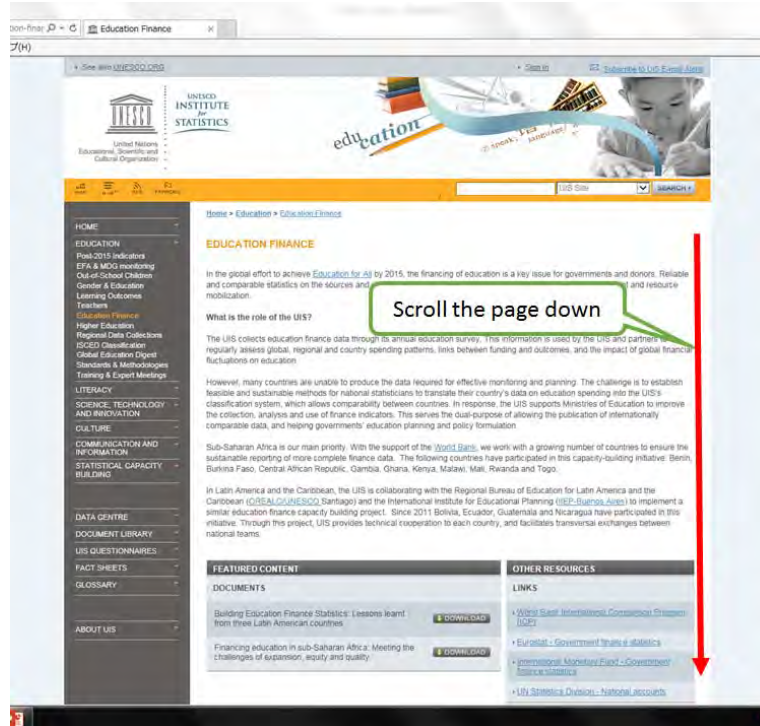 Education Finance
×
プ(H)
See also UNESCO.ORG
Sign in
Subscribe to UIS E-mail Alerts
UNESCO
INSTITUTE
for
STATISTICS
UNESCO
United Nations
Educational, Scientific and
Cultural Organization
education
UIS Site
SEARCH
Home > Education > Education Finance
HOME
EDUCATION
Post-2015 Indicators
EFA & MDG monitoring
Out-of-School Children
Gender & Education
Learning Outcomes
Teachers
Education Finance
Higher Education
Regional Data Collections
ISCED Classification
Global Education Digest
Standards & Methodologies
Training & Expert Meetings
LITERACY
SCIENCE, TECHNOLOGY
AND INNOVATION
CULTURE
COMMUNICATION AND
INFORMATION
STATISTICAL CAPACITY
BUILDING
DATA CENTRE
DOCUMENT LIBRARY
UIS QUESTIONNAIRES
FACT SHEETS
GLOSSARY
ABOUT UIS
EDUCATION FINANCE
In the global effort to achieve Education for All by 2015, the financing of education is a key issue for governments and donors. Reliable
and comparable statistics on the sources and and resource
mobilization.
Scroll the page down
What is the role of the UIS?
The UIS collects education finance data through its annual education survey. This information is used by the UIS and partners to
regularly assess global, regional and country spending patterns, links between funding and outcomes, and the impact of global financial
fluctuations on education.
However, many countries are unable to produce the data required for effective monitoring and planning. The challenge is to establish
feasible and sustainable methods for national statisticians to translate their country's data on education spending into the UIS's
classification system, which allows comparability between countries. In response, the UIS supports Ministries of Education to improve
the collection, analysis and use of finance indicators. This serves the dual-purpose of allowing the publication of internationally
comparable data, and helping governments' education planning and policy formulation.
Sub-Saharan Africa is our main priority. With the support of the World Bank, we work with a growing number of countries to ensure the
sustainable reporting of more complete finance data. The following countries have participated in this capacity-building initiative: Benin,
Burkina Faso, Central African Republic, Gambia, Ghana, Kenya, Malawi, Mali, Rwanda and Togo.
In Latin America and the Caribbean, the UIS is collaborating with the Regional Bureau of Education for Latin America and the
Caribbean (OREALC/UNESCO Santiago) and the International Institute for Educational Planning (IIEP-Buenos Aires) to implement a
similar education finance capacity building project. Since 2011 Bolivia, Ecuador, Guatemala and Nicaragua have participated in this
initiative. Through this project, UIS provides technical cooperation to each country, and facilitates transversal exchanges between
national teams.
FEATURED CONTENT
DOCUMENTS
Building Education Finance Statistics: Lessons learnt
from three Latin American countries
DOWNLOAD
Financing education in sub-Saharan Africa: Meeting the
challenges of expansion, equity and quality
DOWNLOAD
OTHER RESOURCES
LINKS
World Bank International Comparison Program
(ICP)
Eurostat - Government finance statistics
International Monetary Fund - Government
finance statistics
UN Statistics Division - National accounts